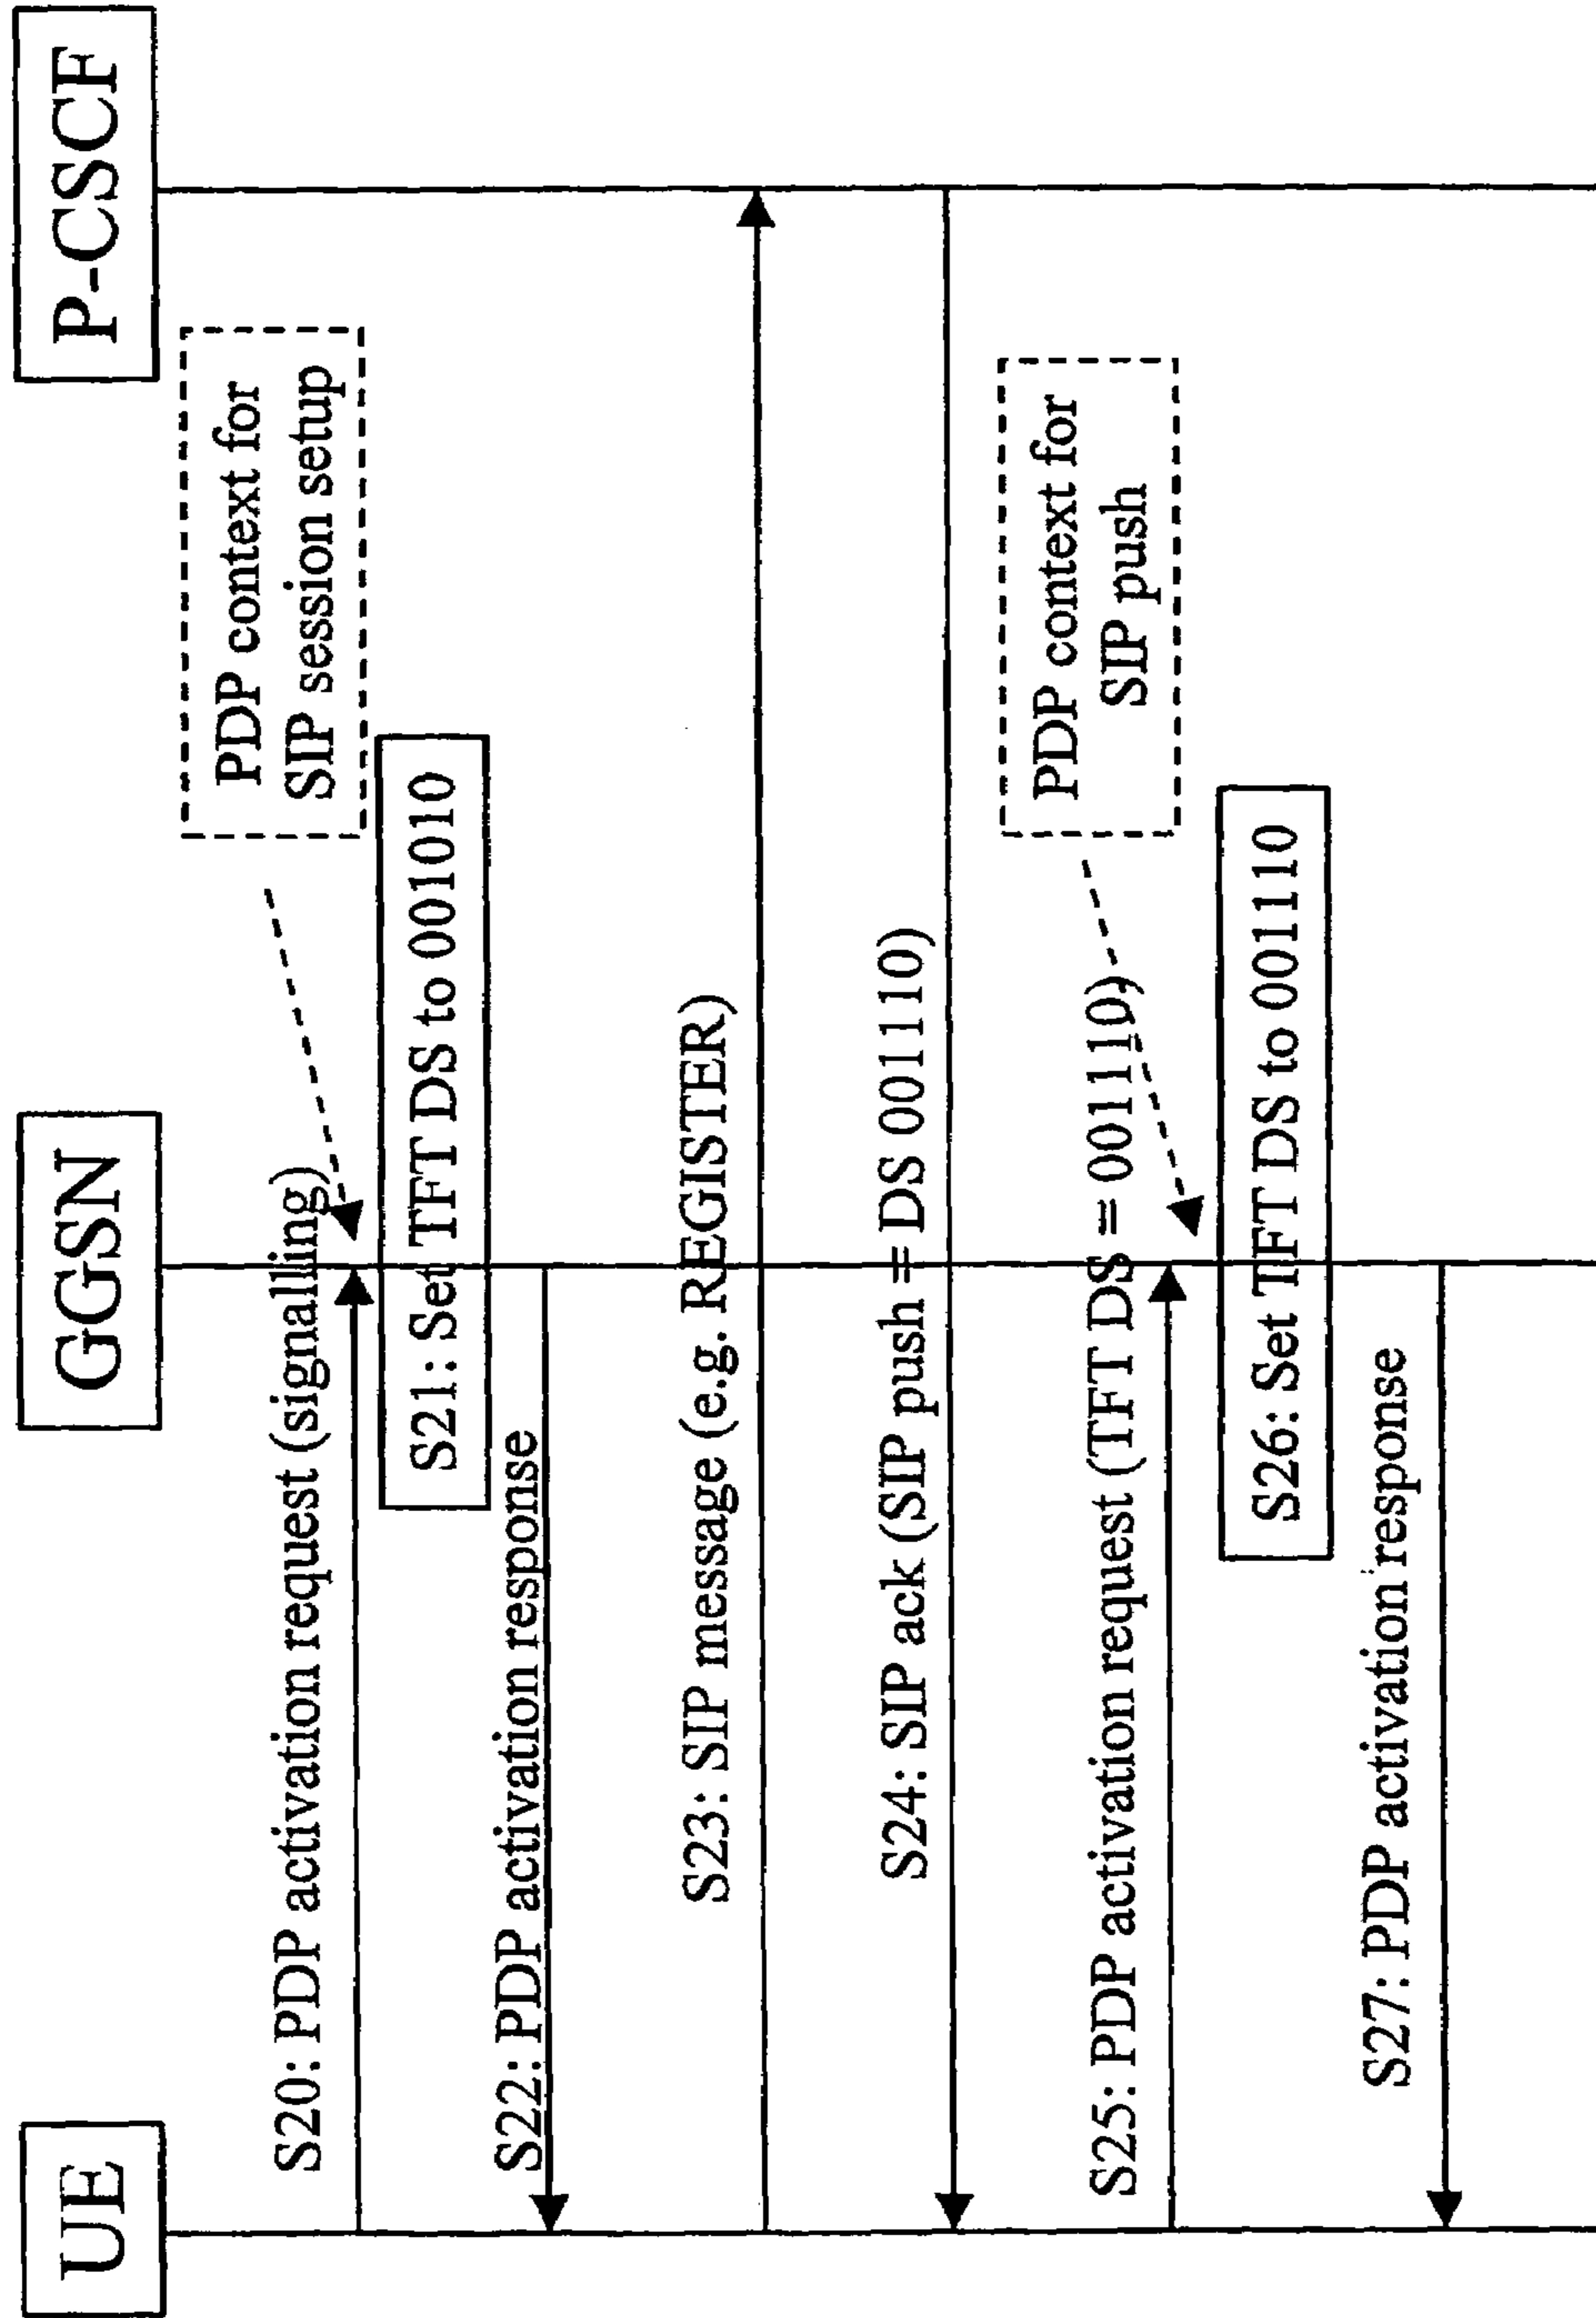 UE
GGSN
P-CSCF
PDP context for
SIP session setup
S20: PDP activation request (signalling)
S21: Set TFT DS to 001010
S22: PDP activation response
S23: SIP message (e.g. REGISTER)
S24: SIP ack (SIP push = DS 001110)
PDP context for
SIP push
S25: PDP activation request (TFT DS = 001110)
S26: Set TFT DS to 001110
S27: PDP activation response